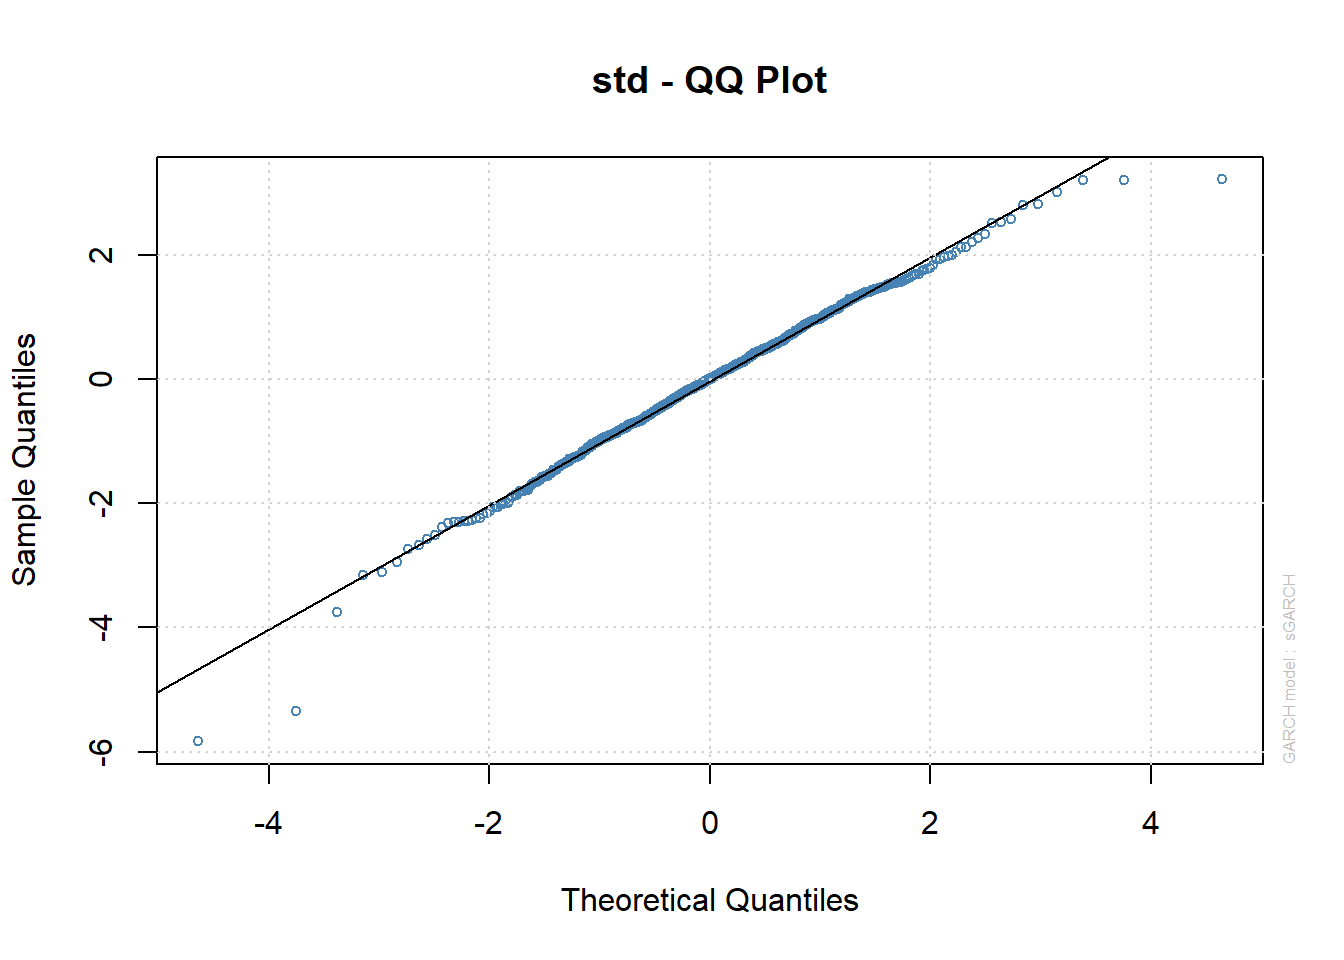 std - QQ Plot
Sample Quantiles
2
0
-2
-4
-6
-4
-2
0
2
4
Theoretical Quantiles
GARCH model : sGARCH